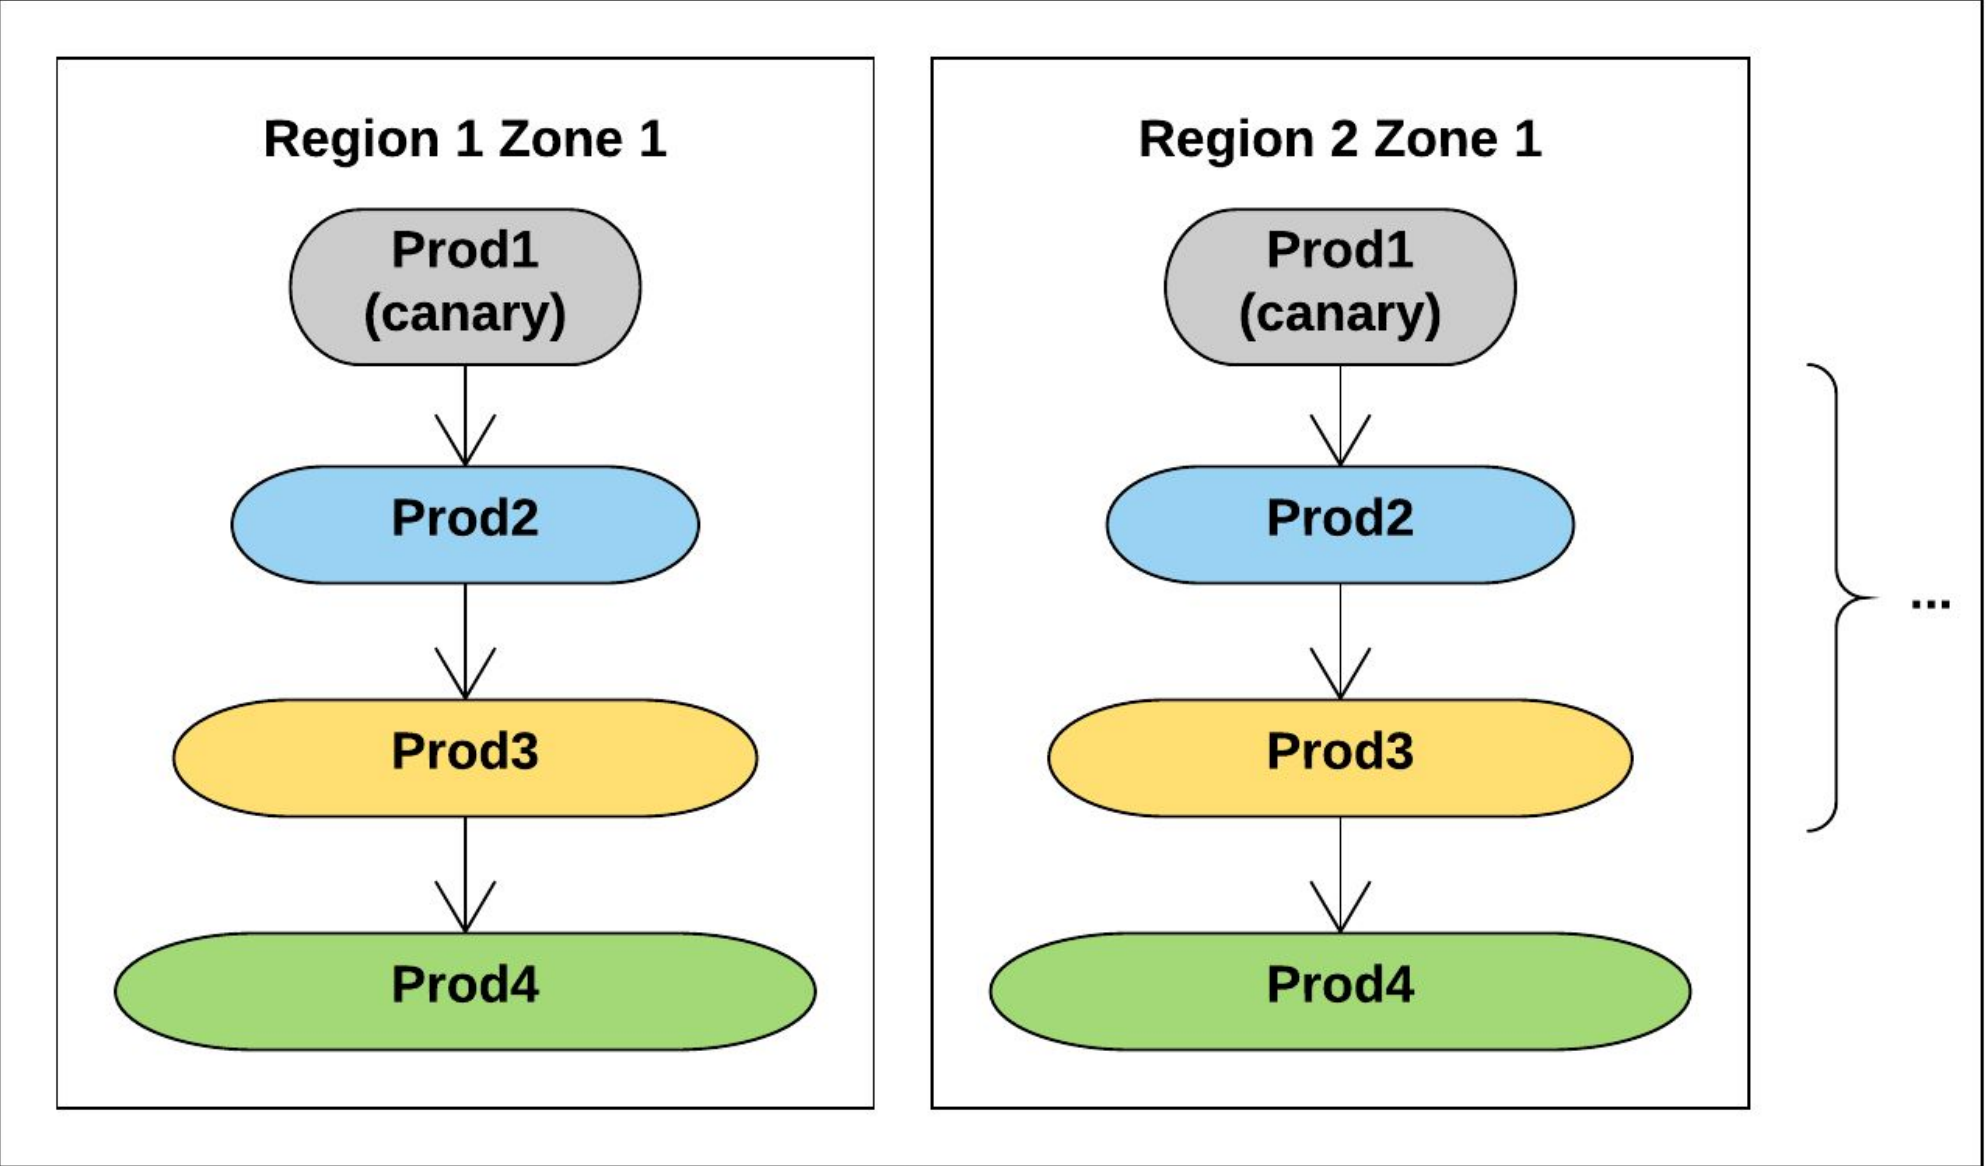 Region 1 Zone 1
Prod1
(canary)
Prod2
Prod3
Prod4
Region 2 Zone 1
Prod1
(canary)
Prod2
Prod3
Prod4
...